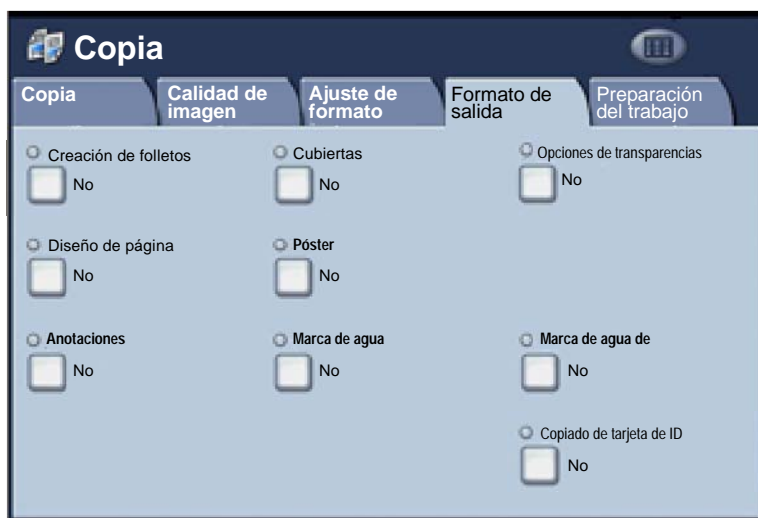 Copia
Copia
Calidad de
imagen
Ajuste de
formato
Formato de
salida
Preparación
del trabajo
Creación de folletos
No
Cubiertas
No
Opciones de transparencias
No
Diseño de página
No
Póster
No
Anotaciones
No
Marca de agua
No
Marca de agua de
No
Copiado de tarjeta de ID
No